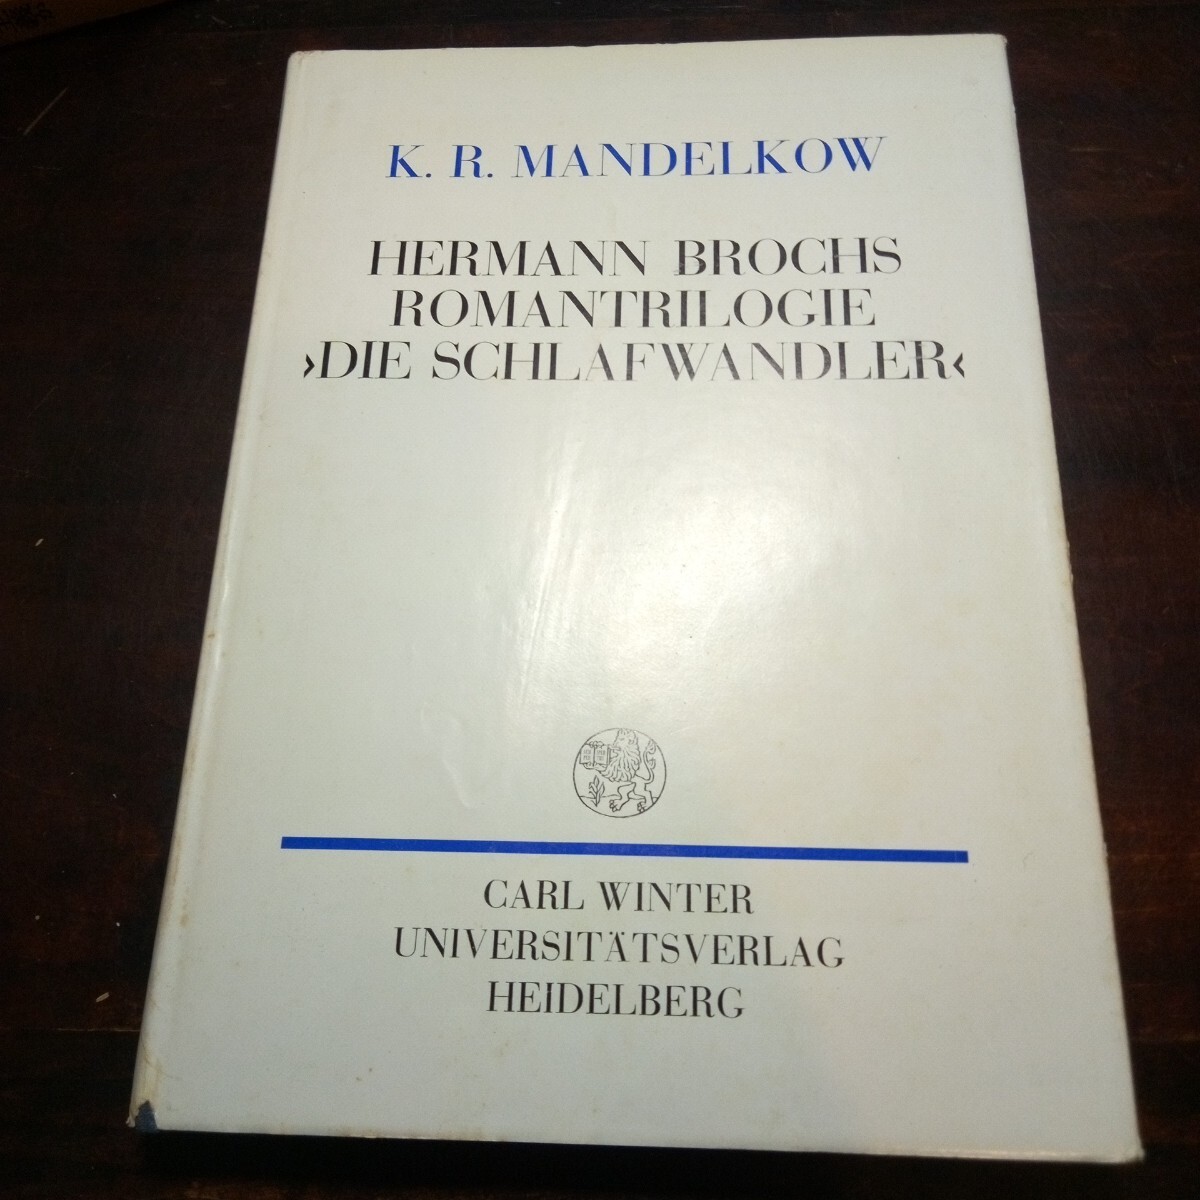 K. R. MANDELKOW
HERMANN BROCHS
ROMANTRILOGIE
›DIE SCHLAFWANDLER‹
CARL WINTER
UNIVERSITÄTSVERLAG
HEIDELBERG